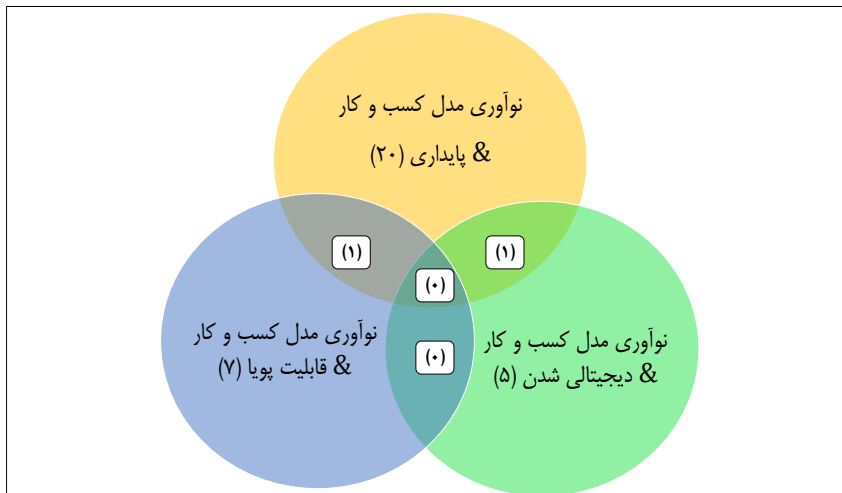 نوآوری مدل کسب و کار
& پایداری (۲۰)
(۱)
(۱)
(۰)
نوآوری مدل کسب و کار
& دیجیتالی شدن (۵)
(۰)
نوآوری مدل کسب و کار
& قابلیت پویا (۷)